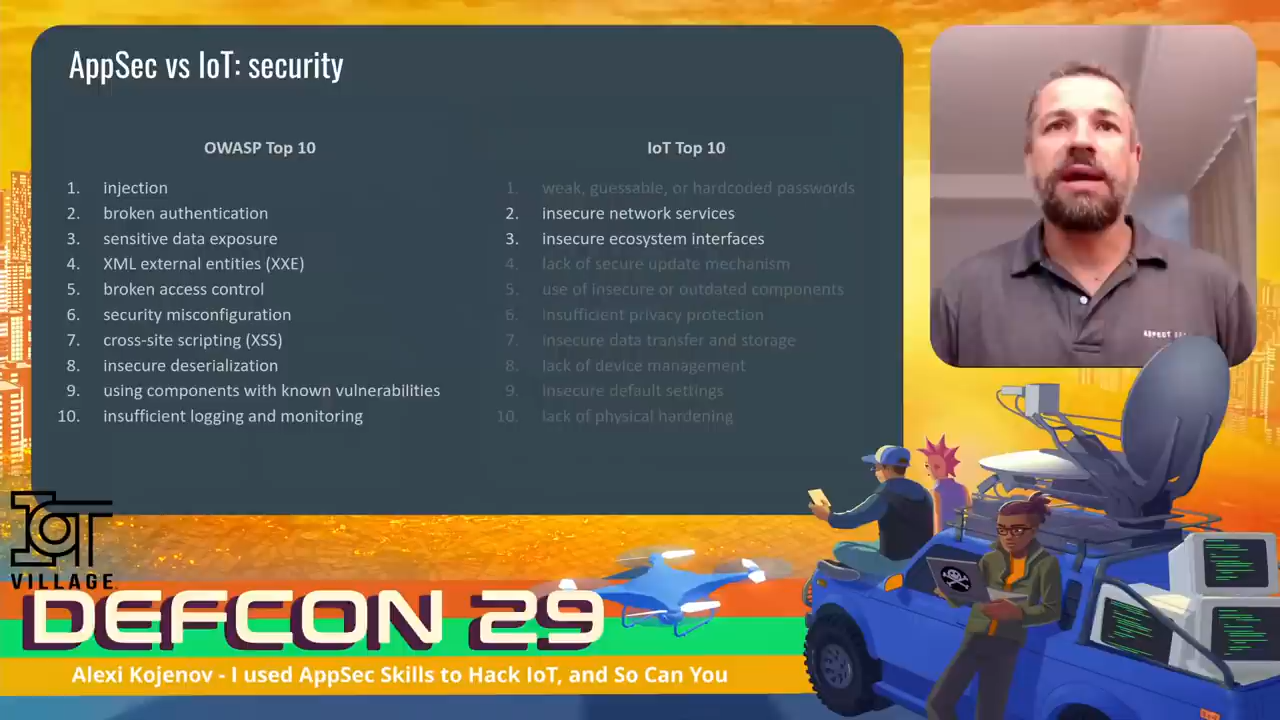 AppSec vs IoT: security
OWASP Top 10
1. injection
2. broken authentication
3. sensitive data exposure
4. XML external entities (XXE)
5. broken access control
6. security misconfiguration
7. cross-site scripting (XSS)
8. insecure deserialization
9. using components with known vulnerabilities
10. insufficient logging and monitoring
IoT Top 10
1. weak, guessable, or hardcoded passwords
2. insecure network services
3. insecure ecosystem interfaces
4. lack of secure update mechanism
5. use of insecure or outdated components
6. insufficient privacy protection
7. insecure data transfer and storage
8. lack of device management
9. insecure default settings
10. lack of physical hardening
IoT
VILLAGE
DEFCON 29
Alexi Kojenov - I used AppSec Skills to Hack IoT, and So Can You